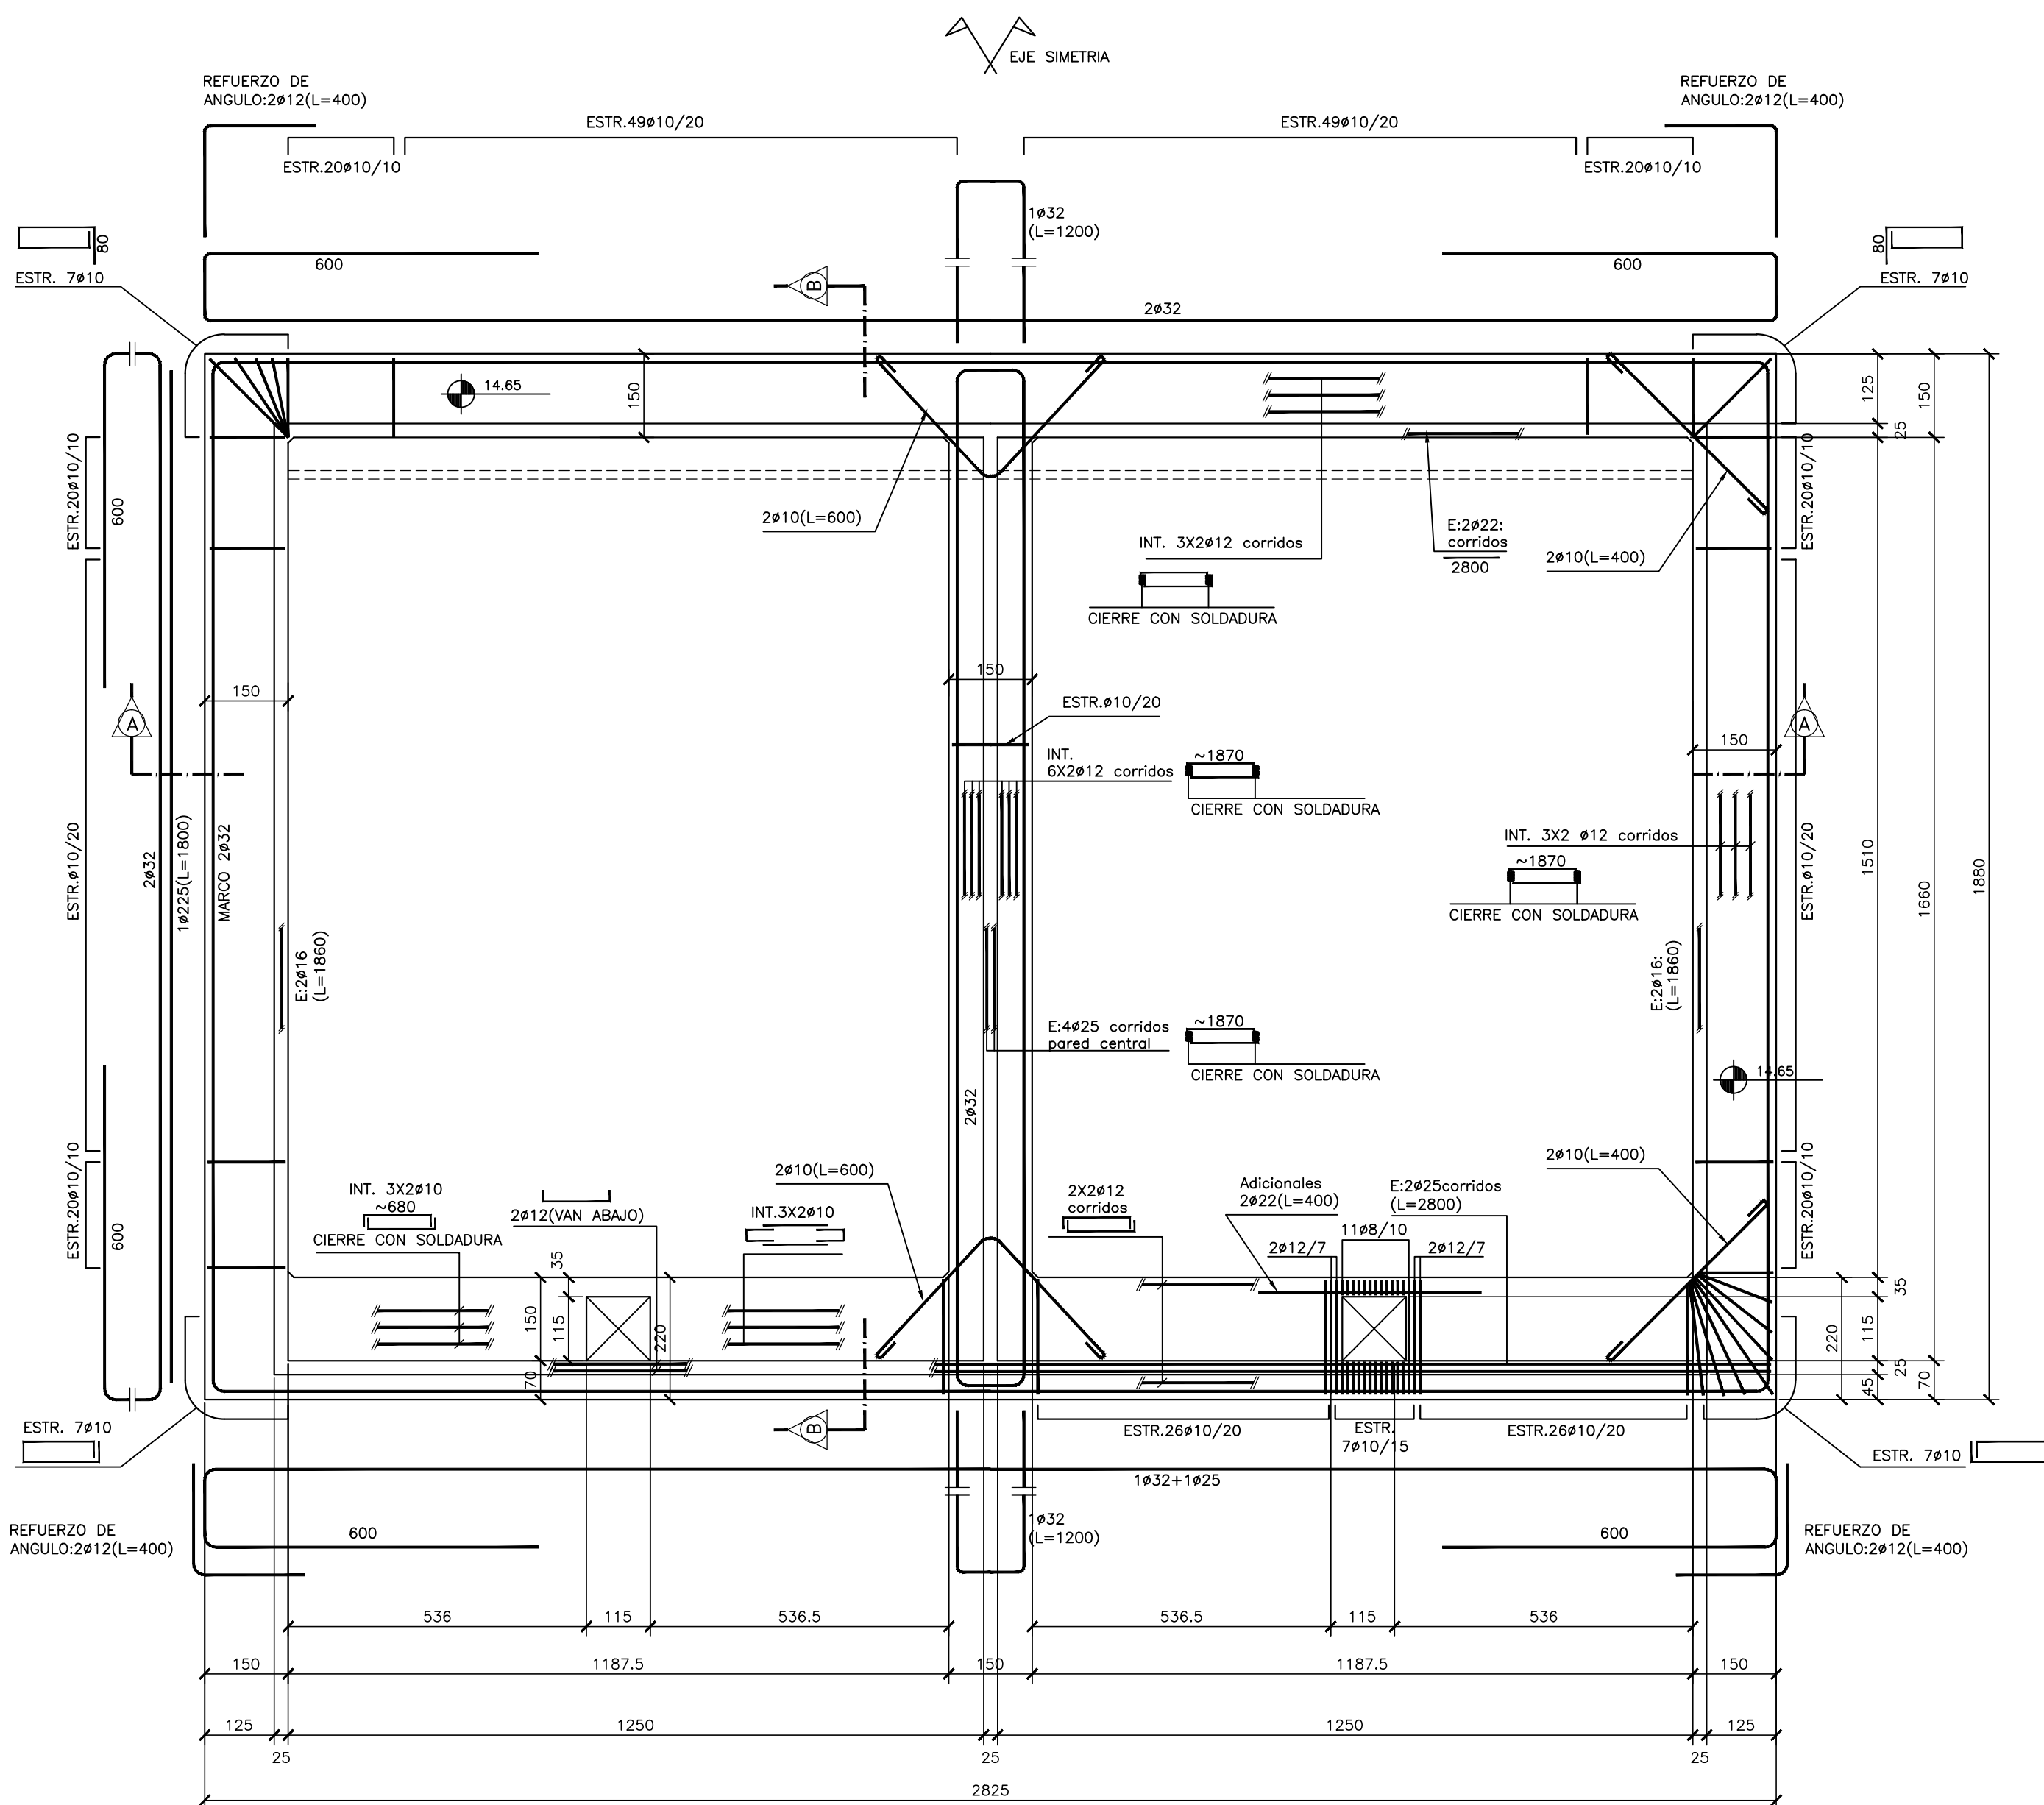 EJE SIMETRIA
REFUERZO DE
ANGULO:2ø12(L=400)
REFUERZO DE
ANGULO:2ø12(L=400)
ESTR.49ø10/20
ESTR.49ø10/20
ESTR.20ø10/10
ESTR.20ø10/10
1ø32
(L=1200)
80
600
ESTR. 7ø10
B
2ø32
600
80
ESTR. 7ø10
14.65
150
125
150
25
ESTR.20ø10/10
600
2ø10(L=600)
INT. 3X2ø12 corridos
CIERRE CON SOLDADURA
E:2ø22:
corridos
2800
2ø10(L=400)
ESTR.20ø10/10
150
150
A
ESTR.ø10/20
INT.
6X2ø12 corridos
~1870
CIERRE CON SOLDADURA
150
A
ESTR.ø10/20
2ø32
1ø225(L=1800)
MARCO 2ø32
INT. 3X2 ø12 corridos
~1870
CIERRE CON SOLDADURA
ESTR.ø10/20
1510
1660
1880
E:2ø16
(L=1860)
E:2ø16:
(L=1860)
E:4ø25 corridos
pared central
~1870
CIERRE CON SOLDADURA
14.65
2ø32
ESTR.20ø10/10
600
INT. 3X2ø10
~680
CIERRE CON SOLDADURA
2ø12(VAN ABAJO)
INT.3X2ø10
2ø10(L=600)
2X2ø12
corridos
Adicionales
2ø22(L=400)
E:2ø25corridos
(L=2800)
11ø8/10
2ø12/7
2ø12/7
2ø10(L=400)
ESTR.20ø10/10
35
150
115
220
70
35
220
115
25
45
70
ESTR. 7ø10
B
ESTR.26ø10/20
ESTR.
7ø10/15
ESTR.26ø10/20
ESTR. 7ø10
1ø32+1ø25
REFUERZO DE
ANGULO:2ø12(L=400)
600
1ø32
(L=1200)
600
REFUERZO DE
ANGULO:2ø12(L=400)
536
115
536.5
536.5
115
536
150
1187.5
150
1187.5
150
125
1250
1250
125
25
25
25
2825